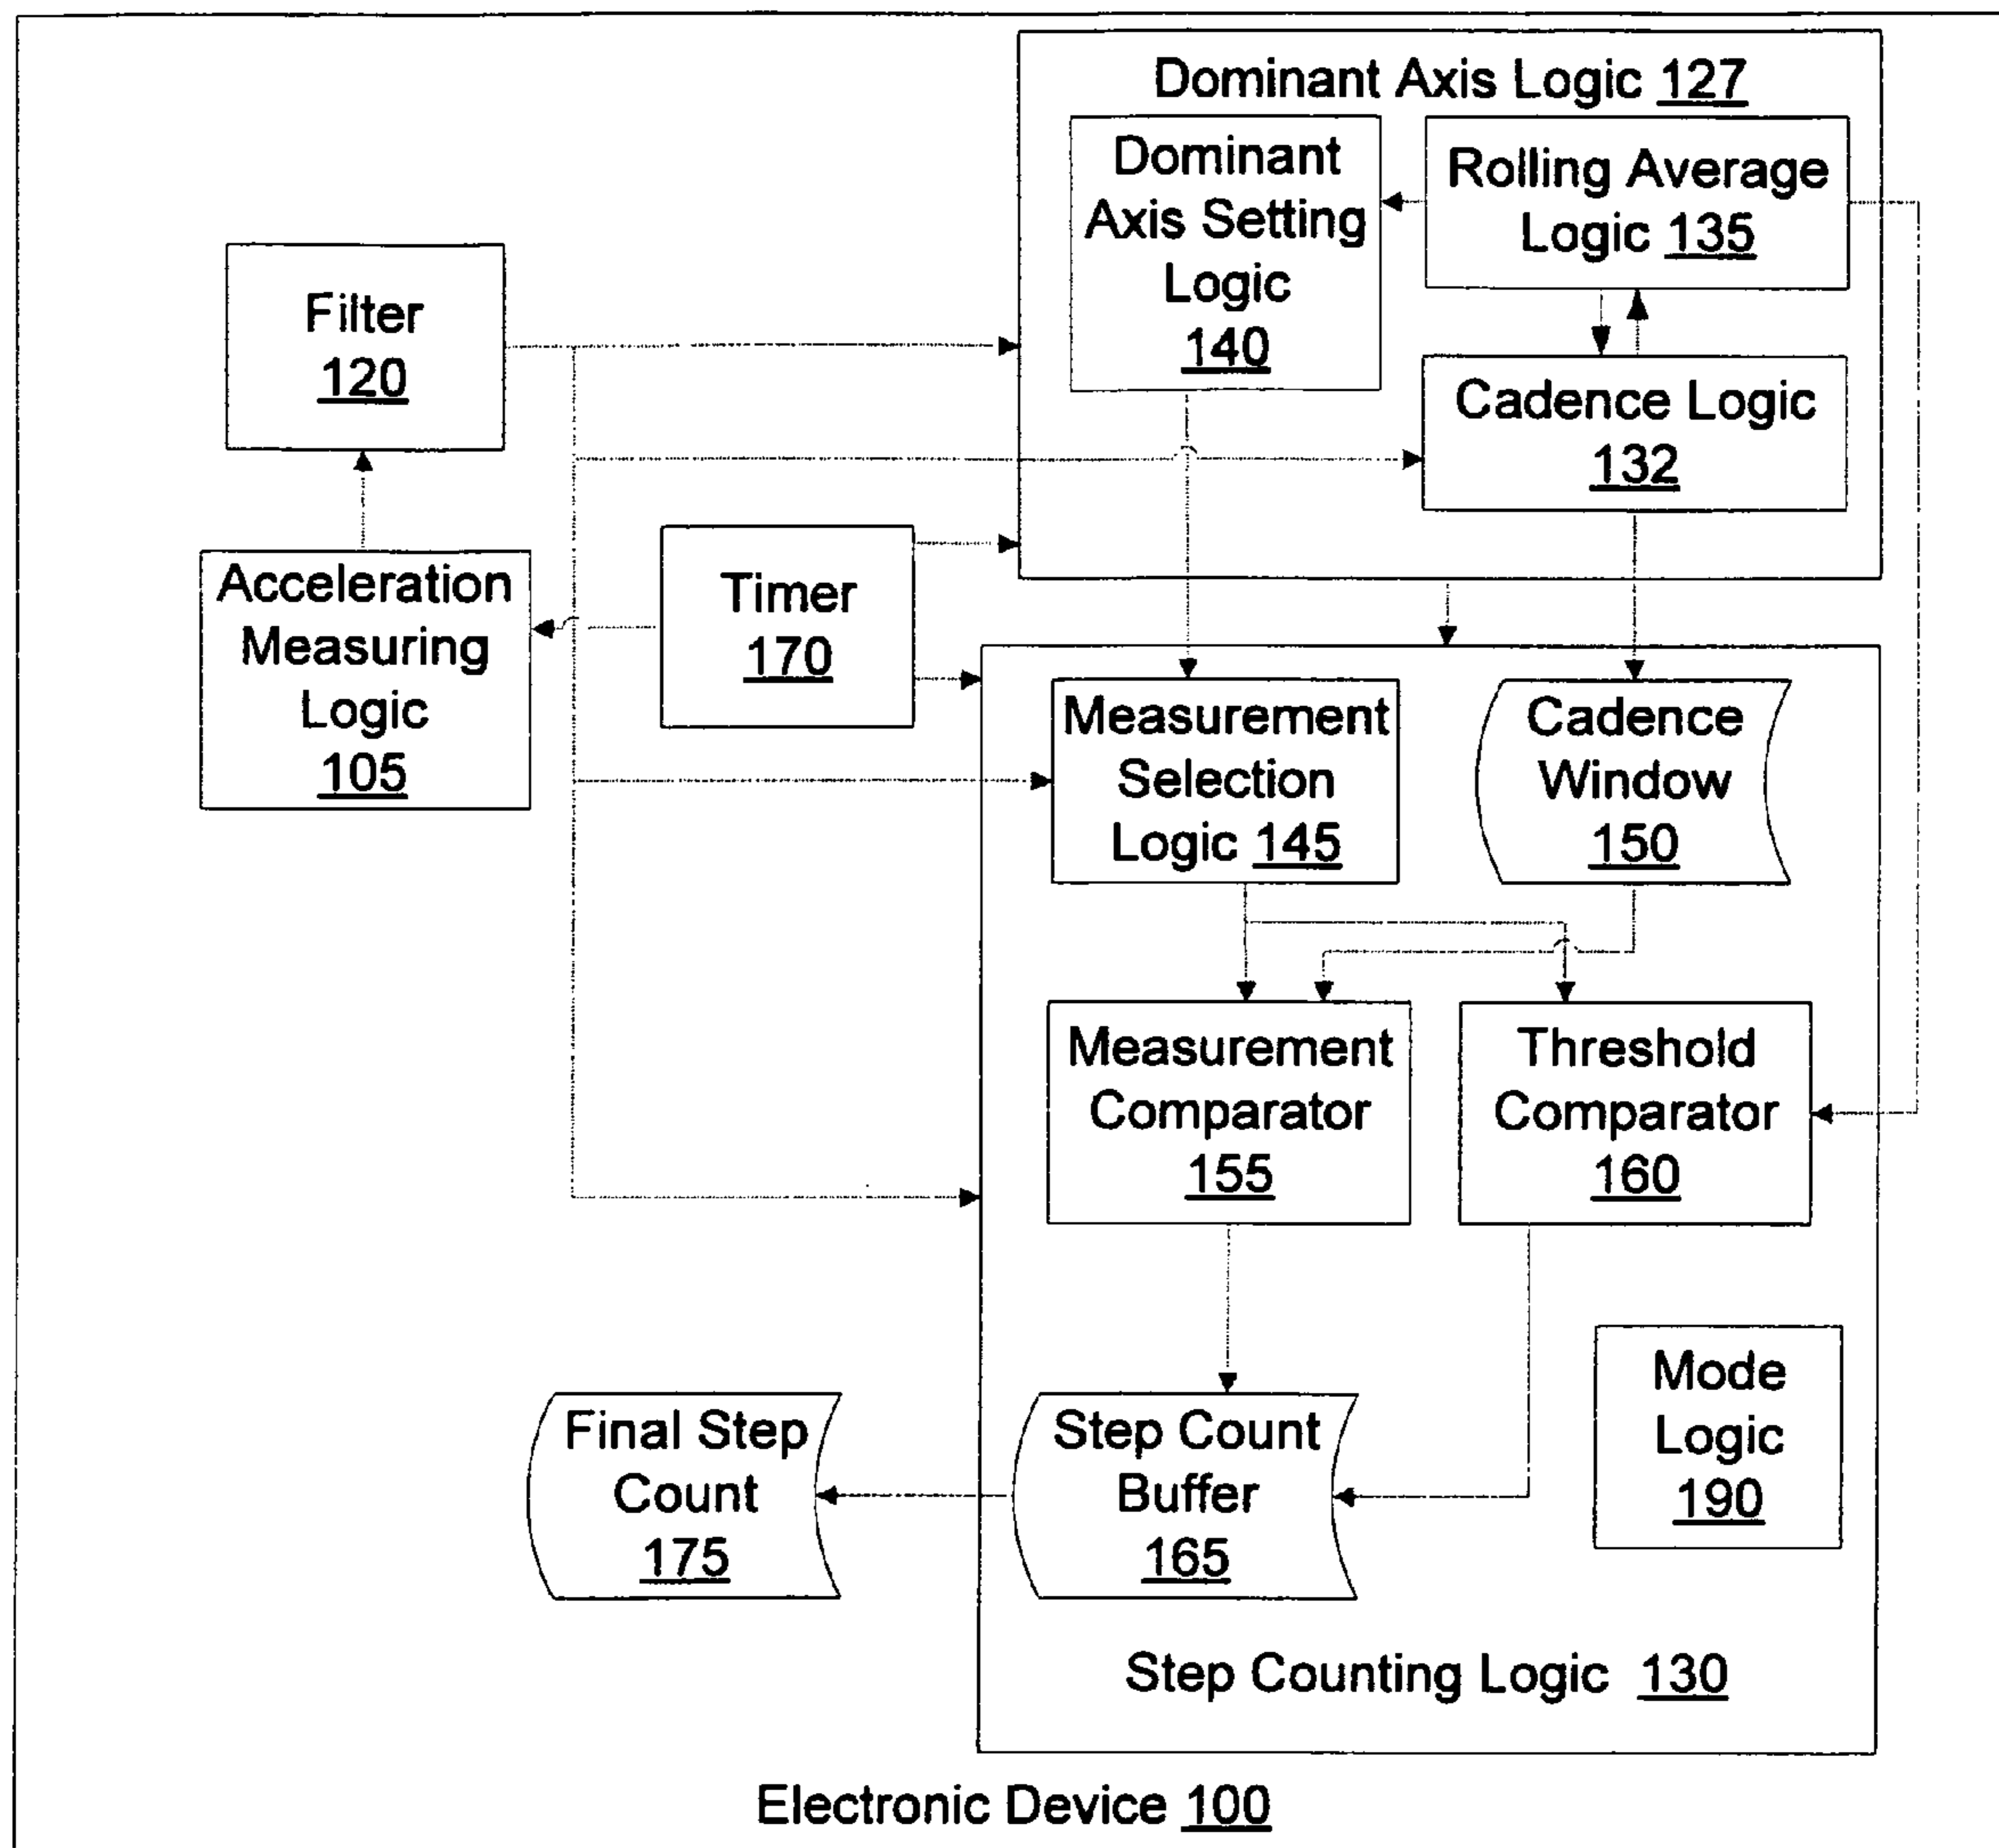 Dominant Axis Logic 127
Dominant
Axis Setting
Logic
140
Rolling Average
Logic 135
Filter
120
Cadence Logic
132
Acceleration
Measuring
Logic
105
Timer
170
Measurement
Selection
Logic 145
Cadence
Window
150
Measurement
Comparator
155
Threshold
Comparator
160
Mode
Logic
190
Final Step
Count
175
Step Count
Buffer
165
Step Counting Logic 130
Electronic Device 100